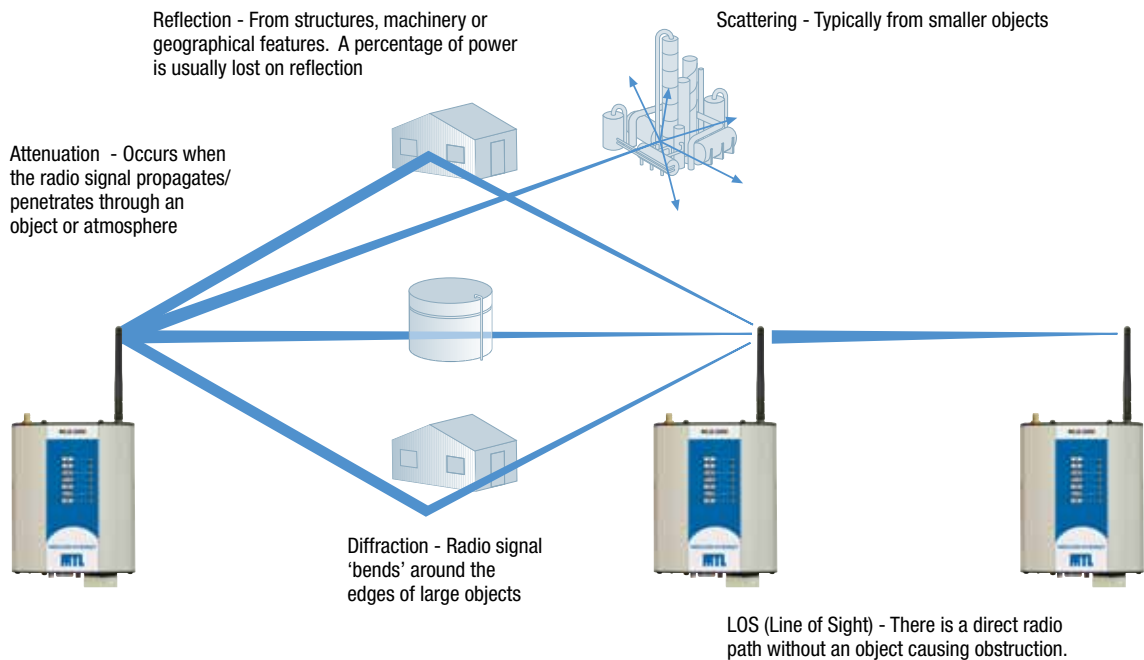 Reflection - From structures, machinery or
geographical features.  A percentage of power
is usually lost on reflection
Scattering - Typically from smaller objects
Attenuation  - Occurs when
the radio signal propagates/
penetrates through an
object or atmosphere
MTL
MTL
MTL
Diffraction - Radio signal
‘bends’ around the
edges of large objects
LOS (Line of Sight) - There is a direct radio
path without an object causing obstruction.